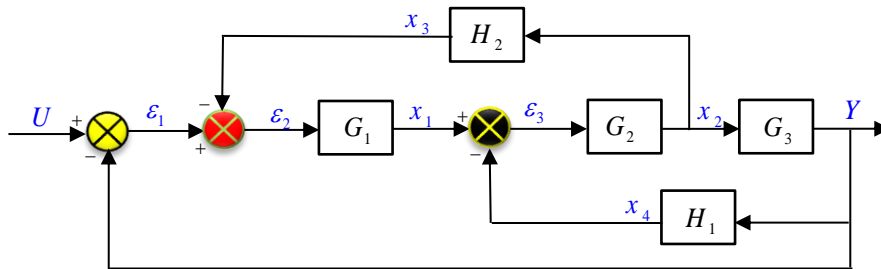 x₃
H₂
−
U
+
−
ε₁
+
ε₂
G₁
x₁
+
−
ε₃
G₂
x₂
G₃
Y
x₄
H₁